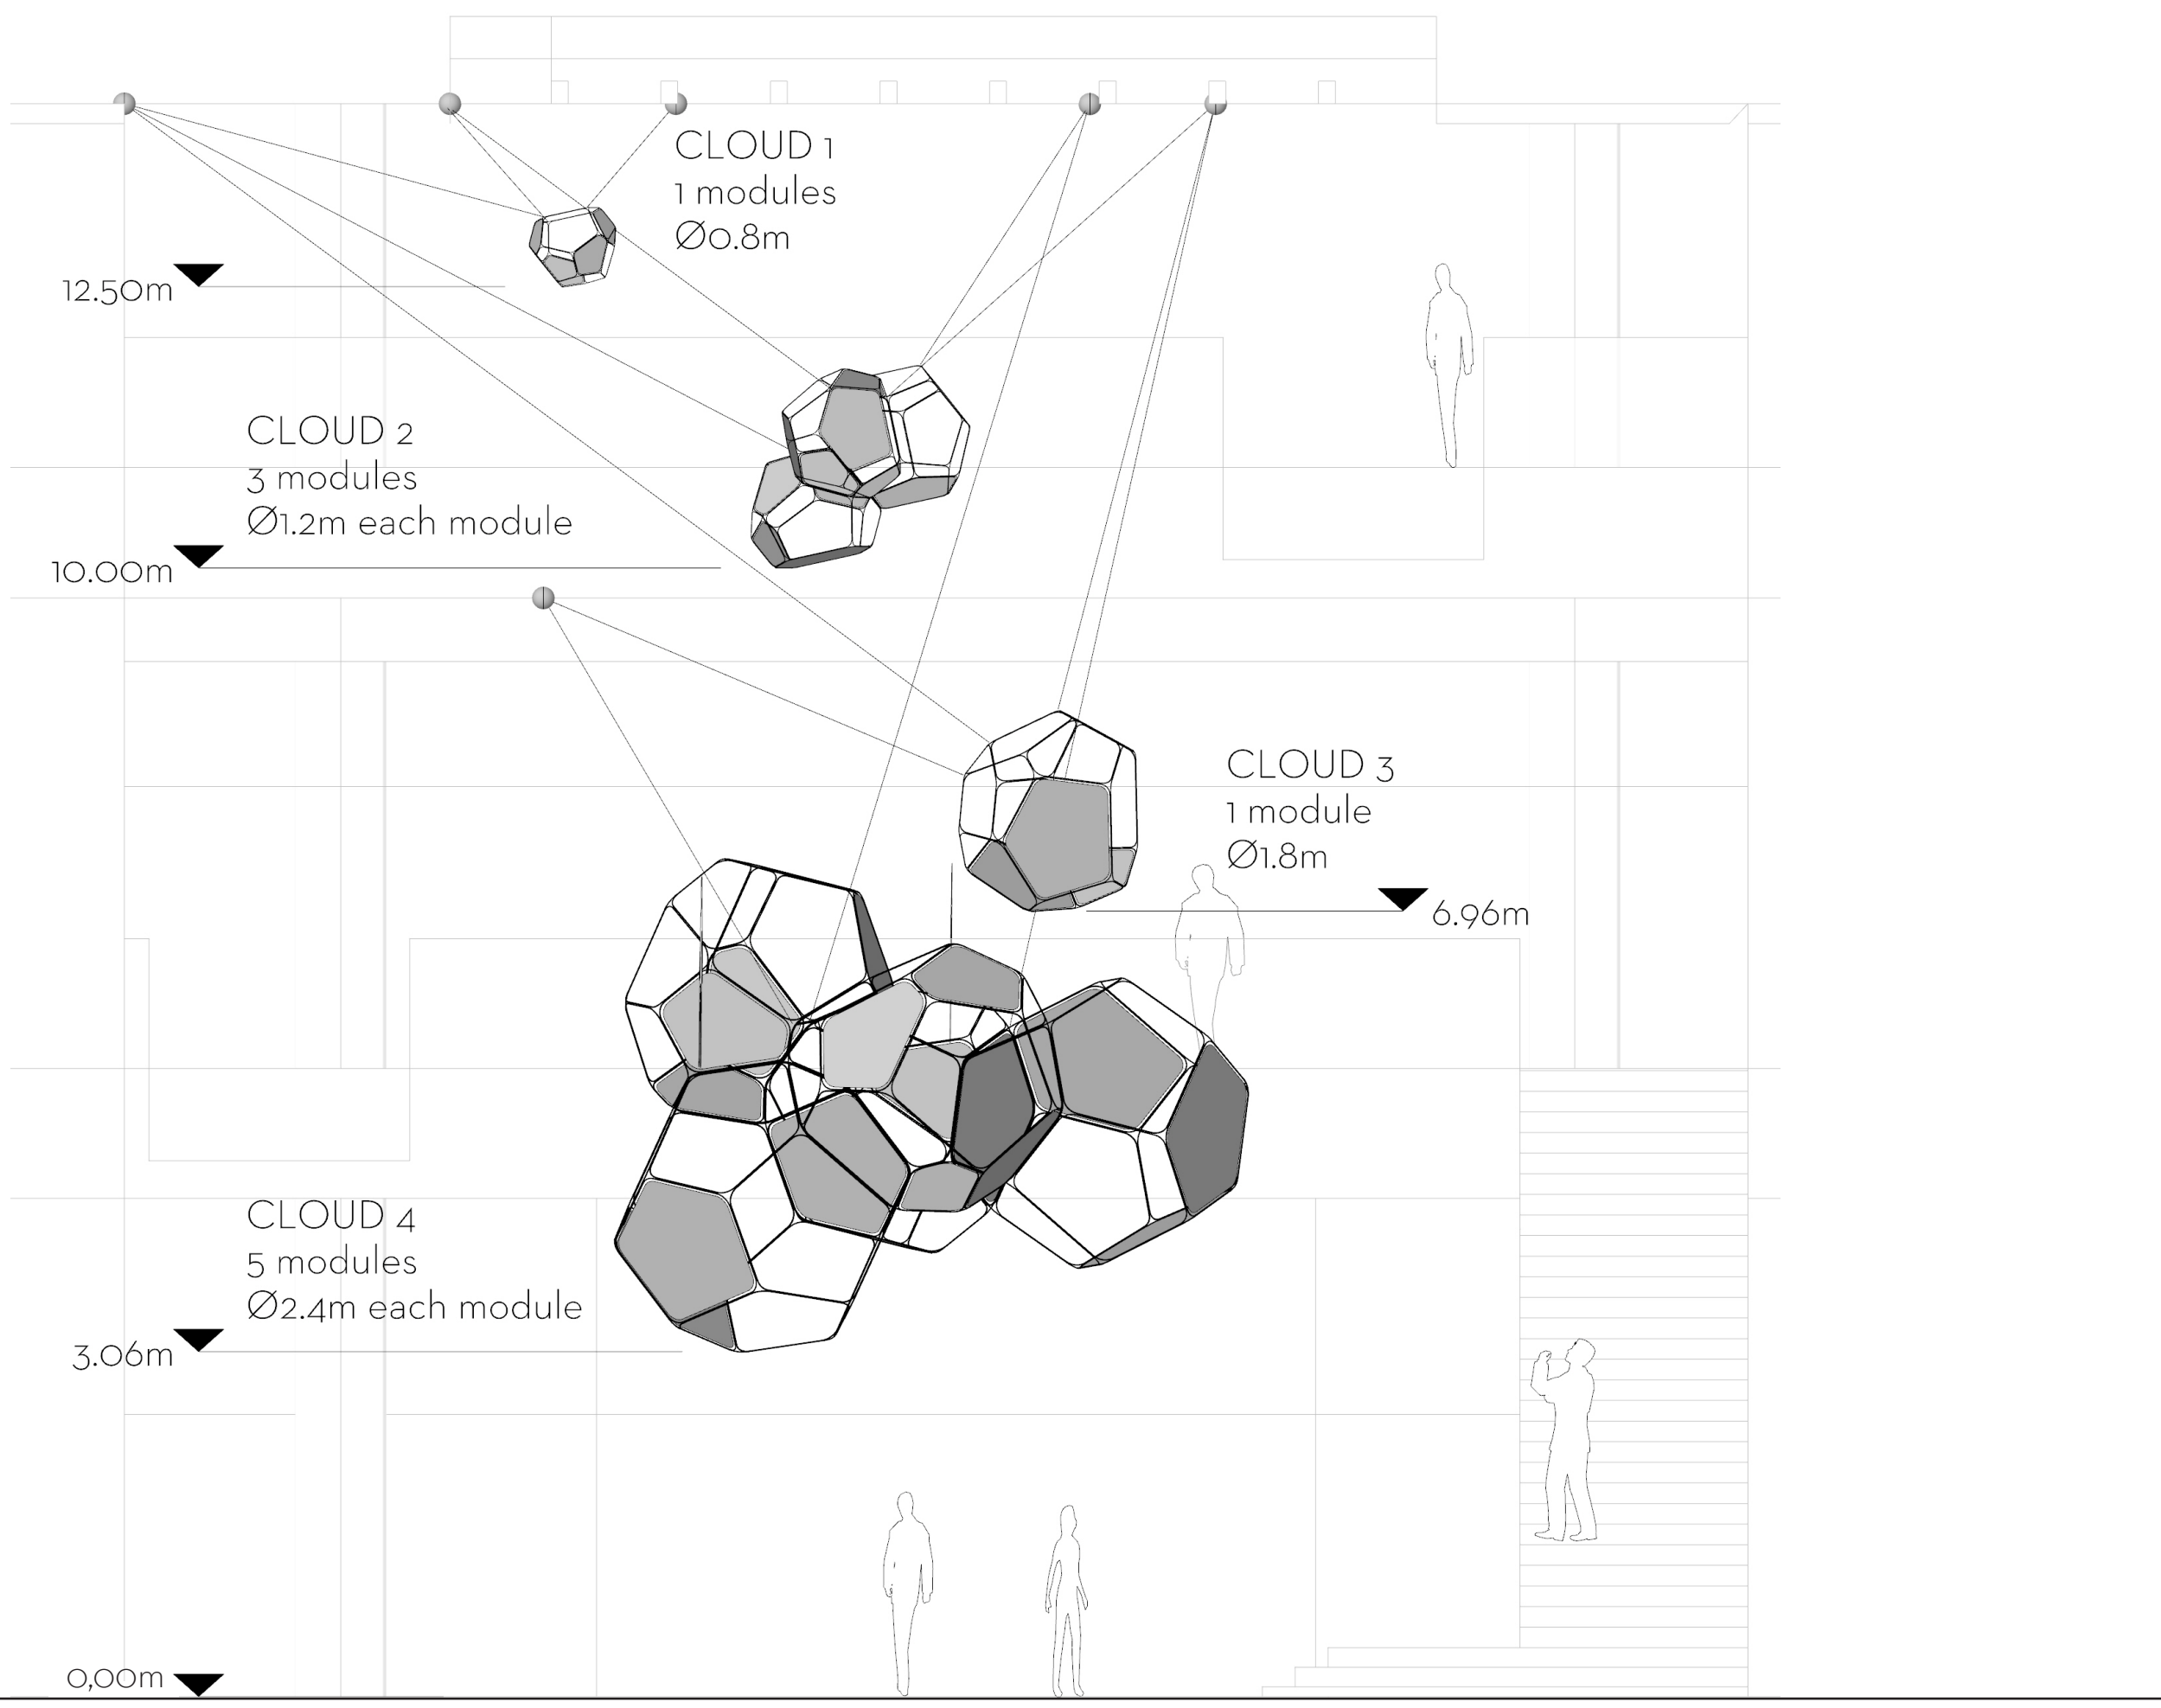 CLOUD 1
1 modules
Ø0.8m
12.50m
CLOUD 2
3 modules
Ø1.2m each module
10.00m
CLOUD 3
1 module
Ø1.8m
6.96m
CLOUD 4
5 modules
Ø2.4m each module
3.06m
0,00m